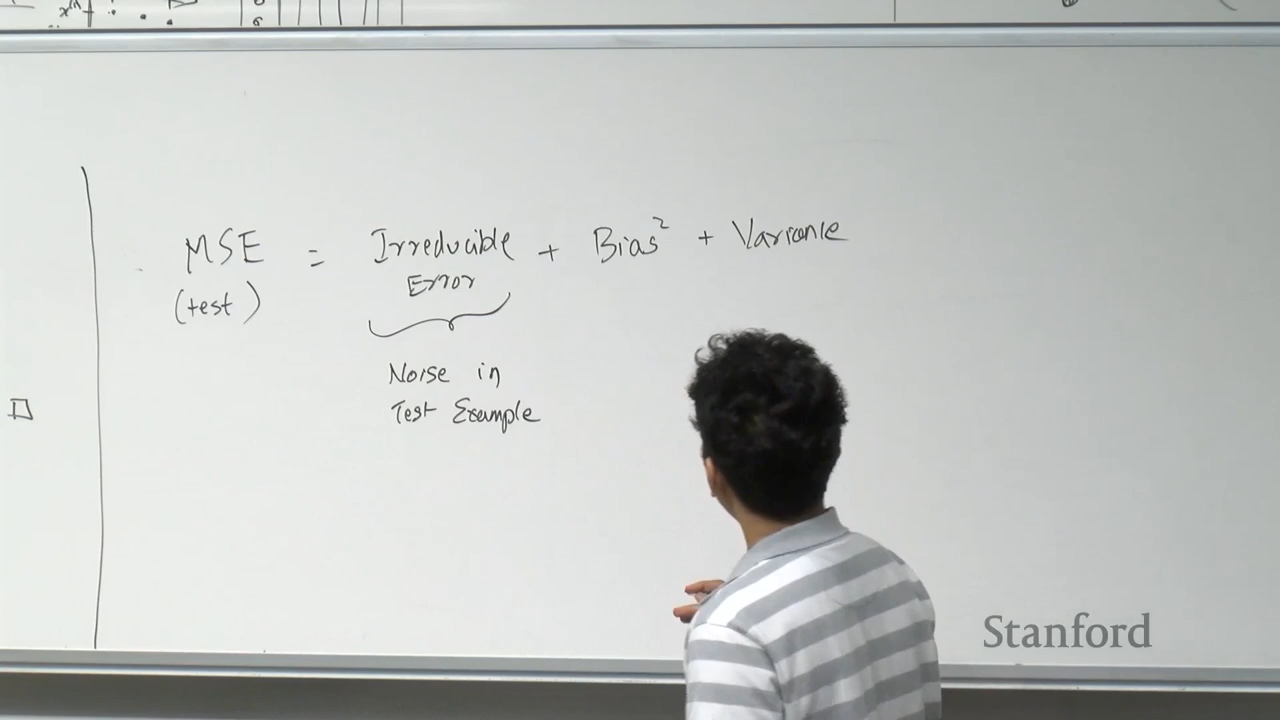 MSE = Irreducible + Bias² + Variance
(test) Error
Noise in
Test Example
Stanford